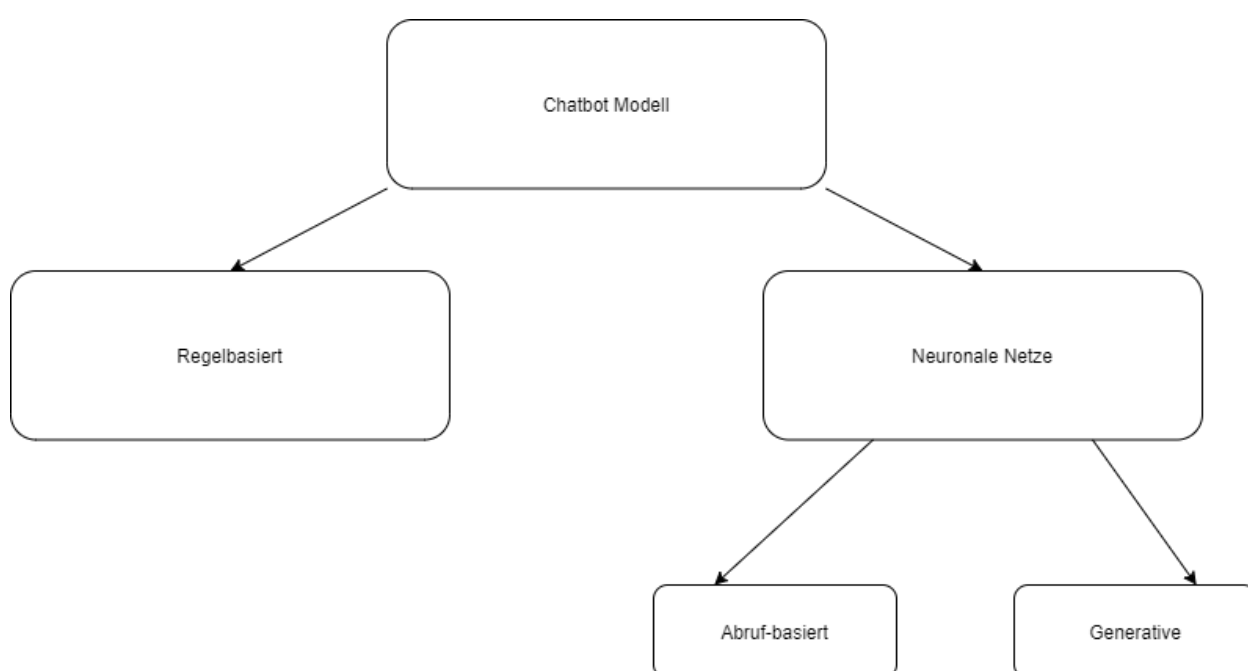 Chatbot Modell
Regelbasiert
Neuronale Netze
Abruf-basiert
Generative